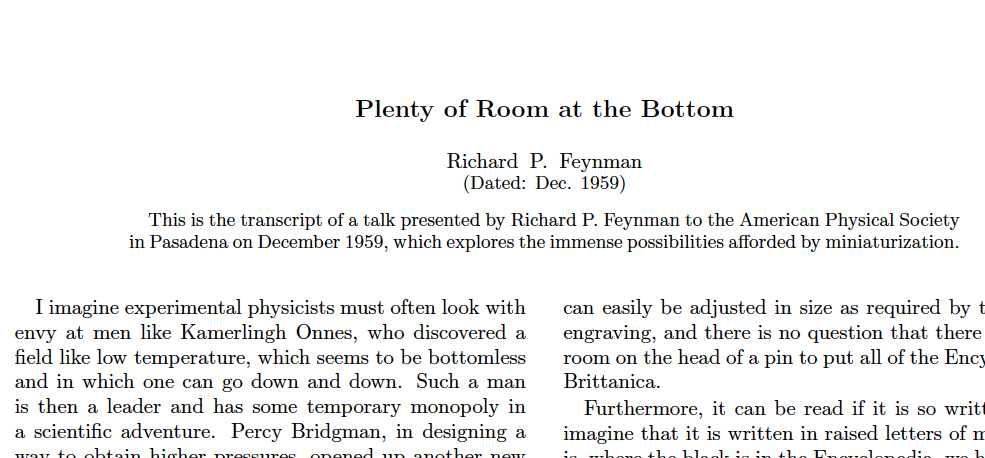 Plenty of Room at the Bottom
Richard P. Feynman
(Dated: Dec. 1959)
This is the transcript of a talk presented by Richard P. Feynman to the American Physical Society
in Pasadena on December 1959, which explores the immense possibilities afforded by miniaturization.
I imagine experimental physicists must often look with
envy at men like Kamerlingh Onnes, who discovered a
field like low temperature, which seems to be bottomless
and in which one can go down and down. Such a man
is then a leader and has some temporary monopoly in
a scientific adventure. Percy Bridgman, in designing a
way to obtain higher pressures, opened up another new
can easily be adjusted in size as required by
engraving, and there is no question that there
room on the head of a pin to put all of the
Brittanica.
Furthermore, it can be read if it is so
imagine that it is written in raised letters of
is, where the black is in the Encyclopedia, we